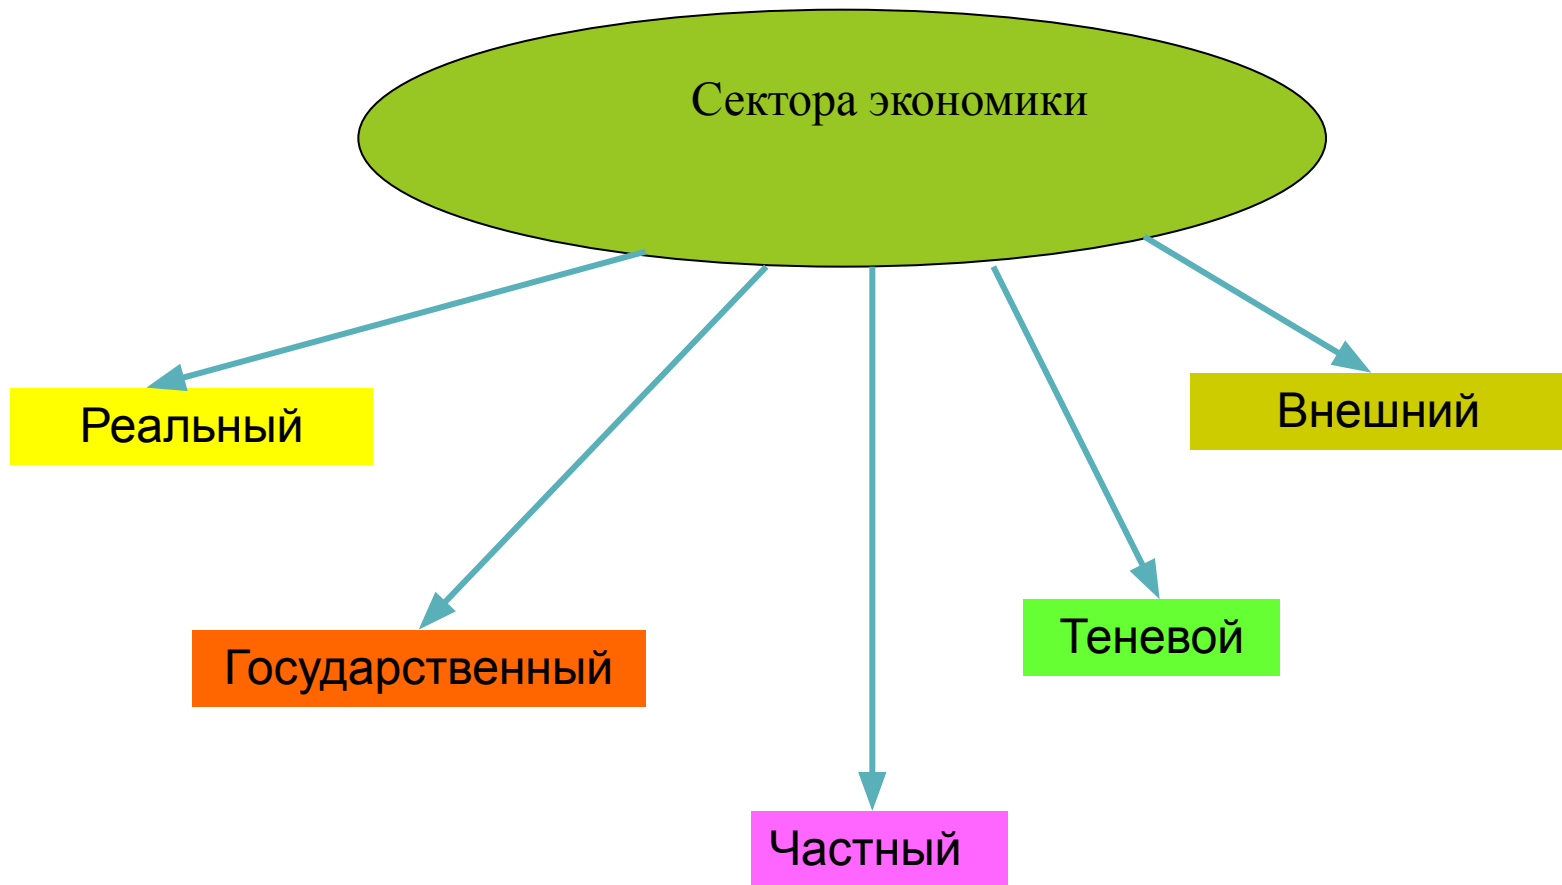 Сектора экономики
Реальный
Внешний
Государственный
Теневой
Частный